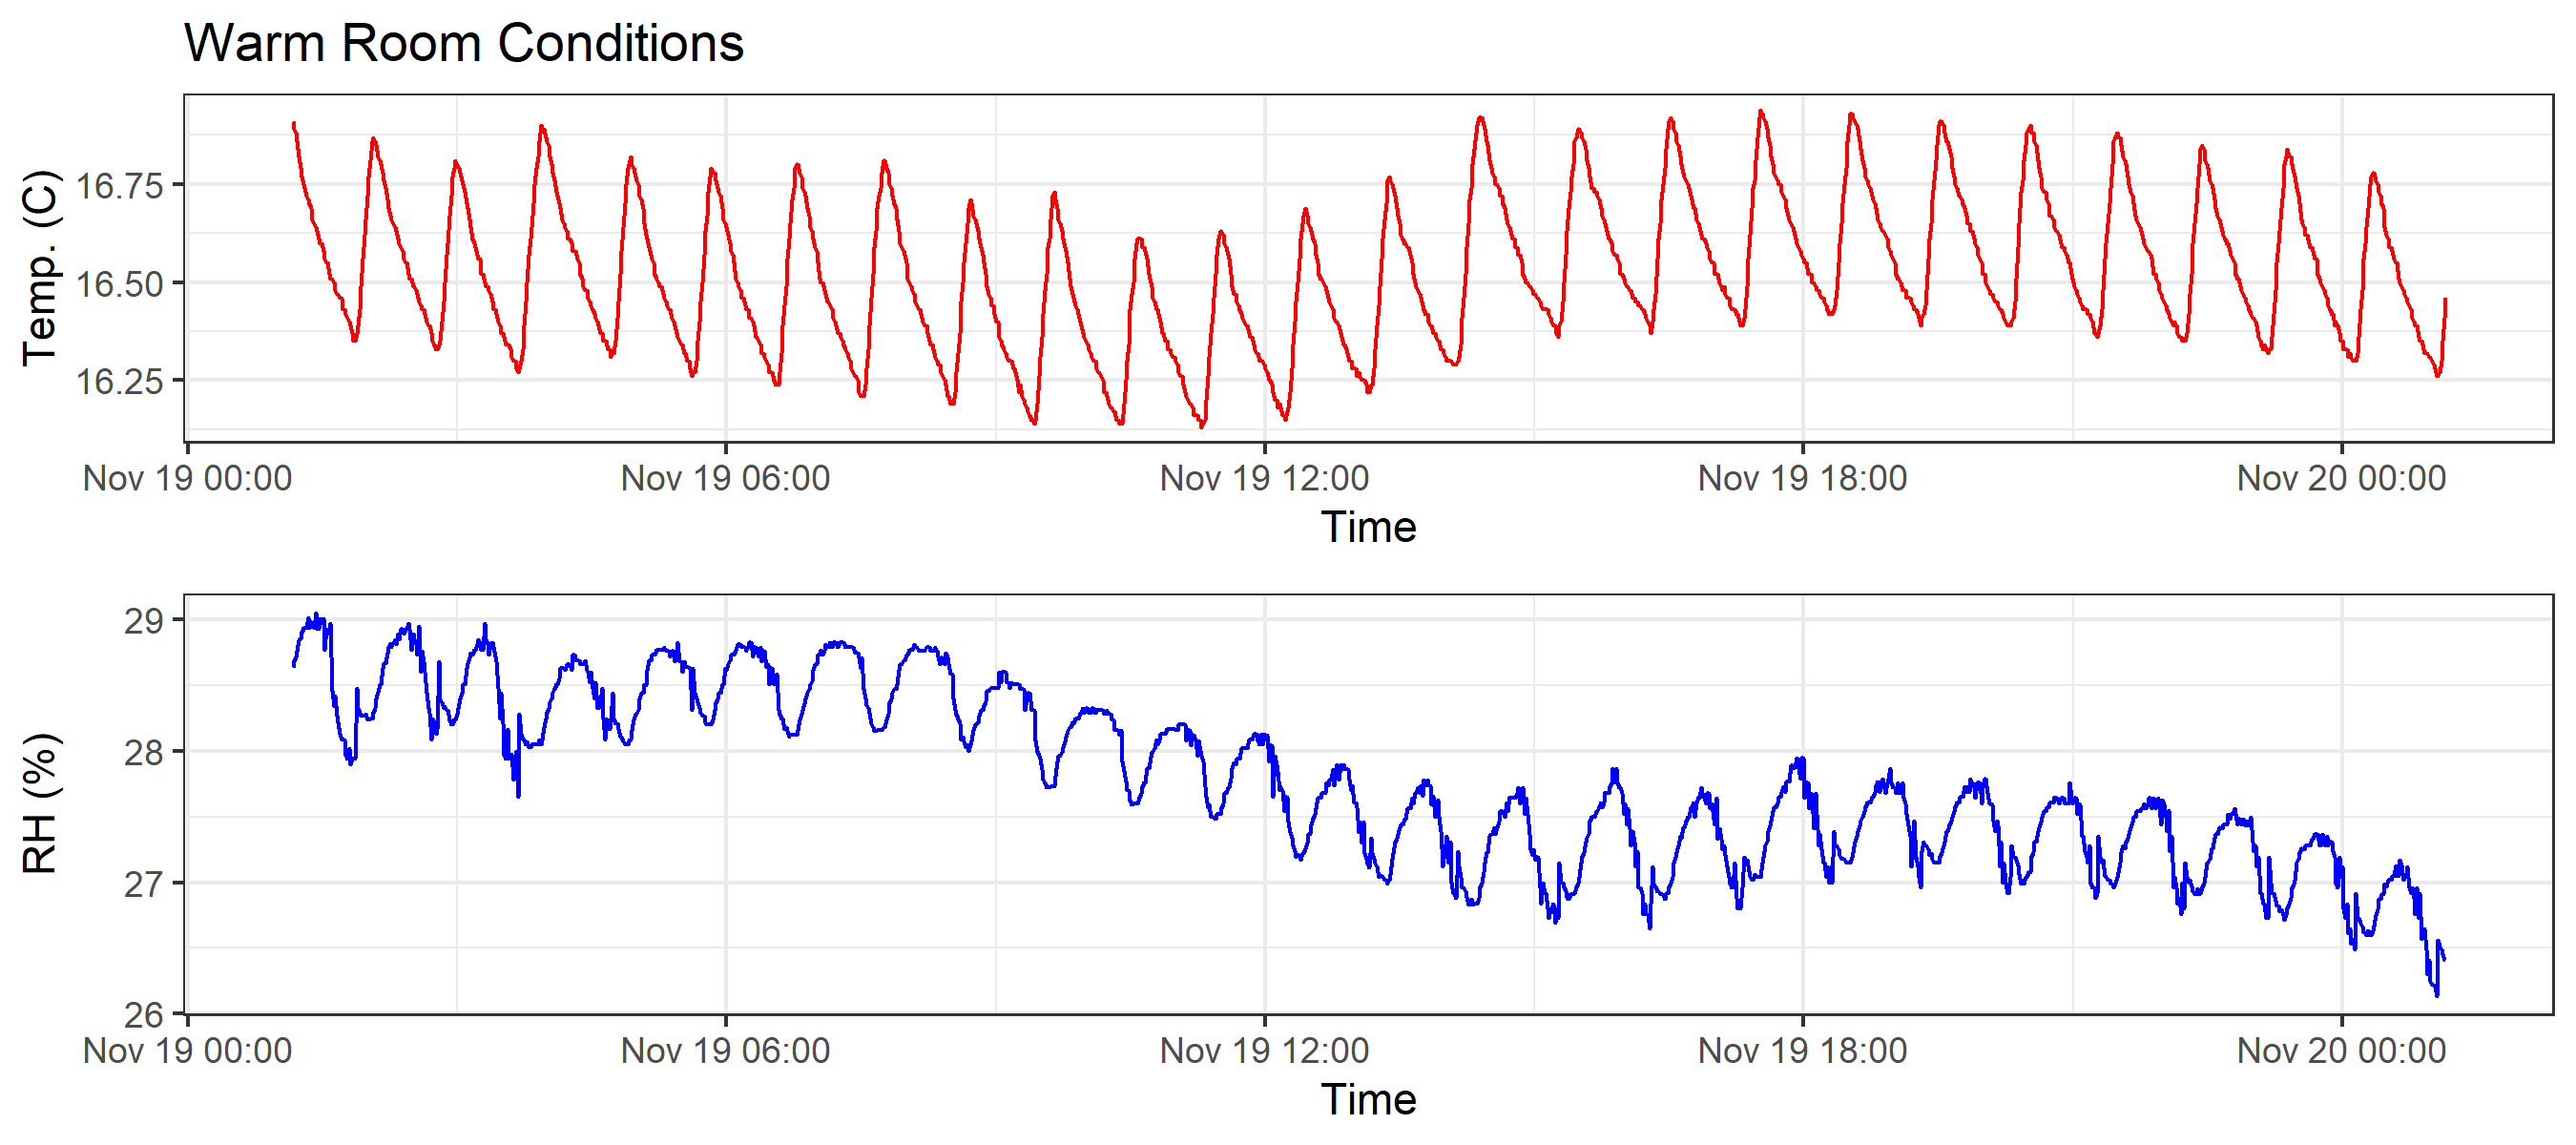 Warm Room Conditions
Temp. (C)
16.75
16.50
16.25
Nov 19 00:00 Nov 19 06:00 Nov 19 12:00 Nov 19 18:00 Nov 20 00:00
Time
RH (%)
29
28
27
26
Nov 19 00:00 Nov 19 06:00 Nov 19 12:00 Nov 19 18:00 Nov 20 00:00
Time